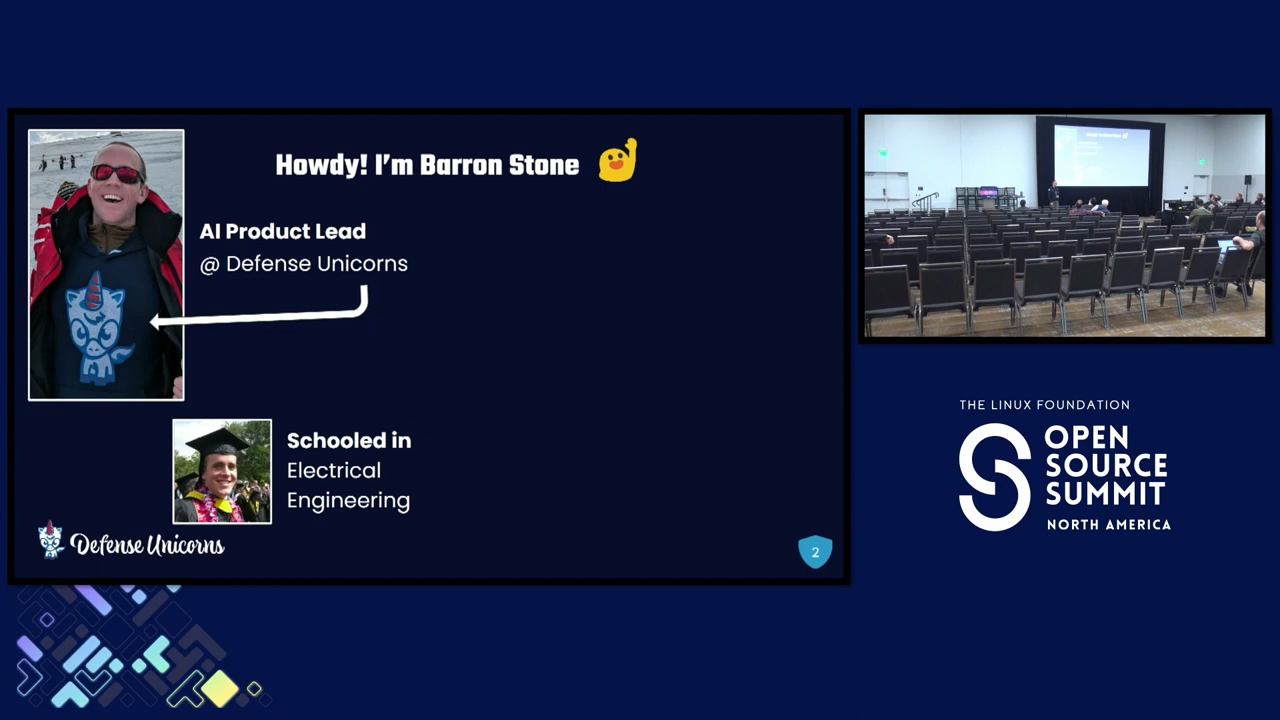 Howdy! I'm Barron Stone
AI Product Lead
@ Defense Unicorns
Schooled in
Electrical
Engineering
Defense Unicorns
2
THE LINUX FOUNDATION
OPEN
SOURCE
SUMMIT
NORTH AMERICA